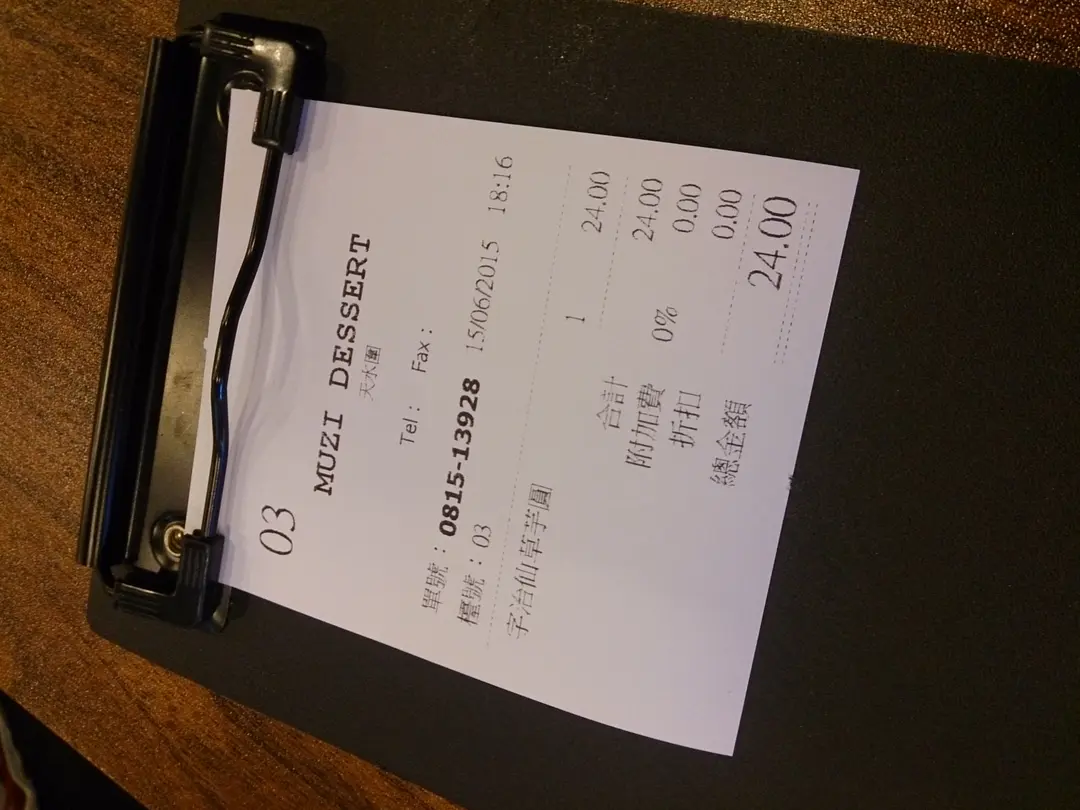 03
MUZI DESSERT
天水圍
Tel : Fax :
單號 : 0815-13928 15/06/2015 18:16
檯號 : 03
宇治仙草芋圓 1 24.00
合計 24.00
附加費 0% 0.00
折扣 0.00
總金額 24.00